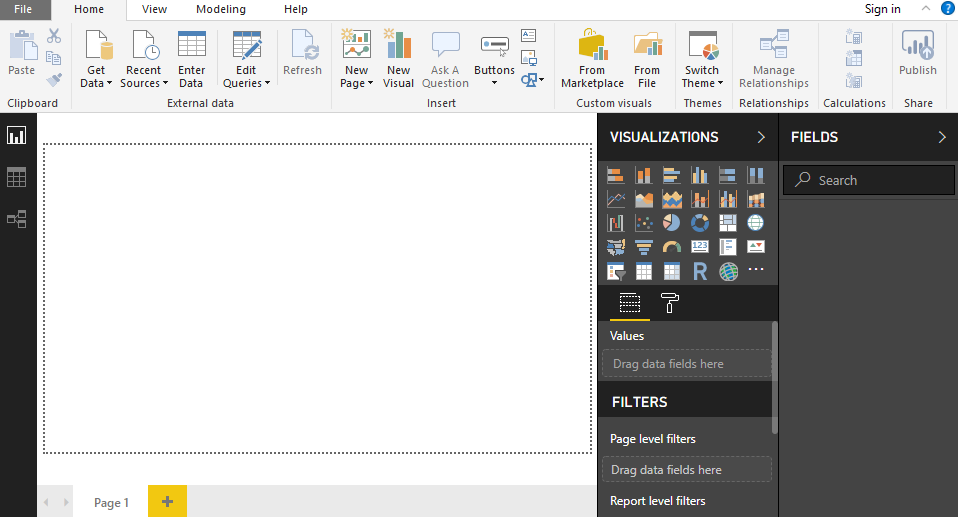 File Home View Modeling Help Sign in ?
Paste Get Data Recent Sources Enter Data Edit Queries Refresh New Page New Visual Ask A Question Buttons From Marketplace From File Switch Theme Manage Relationships Publish
Clipboard External data Insert Custom visuals Themes Relationships Calculations Share
VISUALIZATIONS
FIELDS
Search
123
R
Values
Drag data fields here
FILTERS
Page level filters
Drag data fields here
Report level filters
Page 1 +